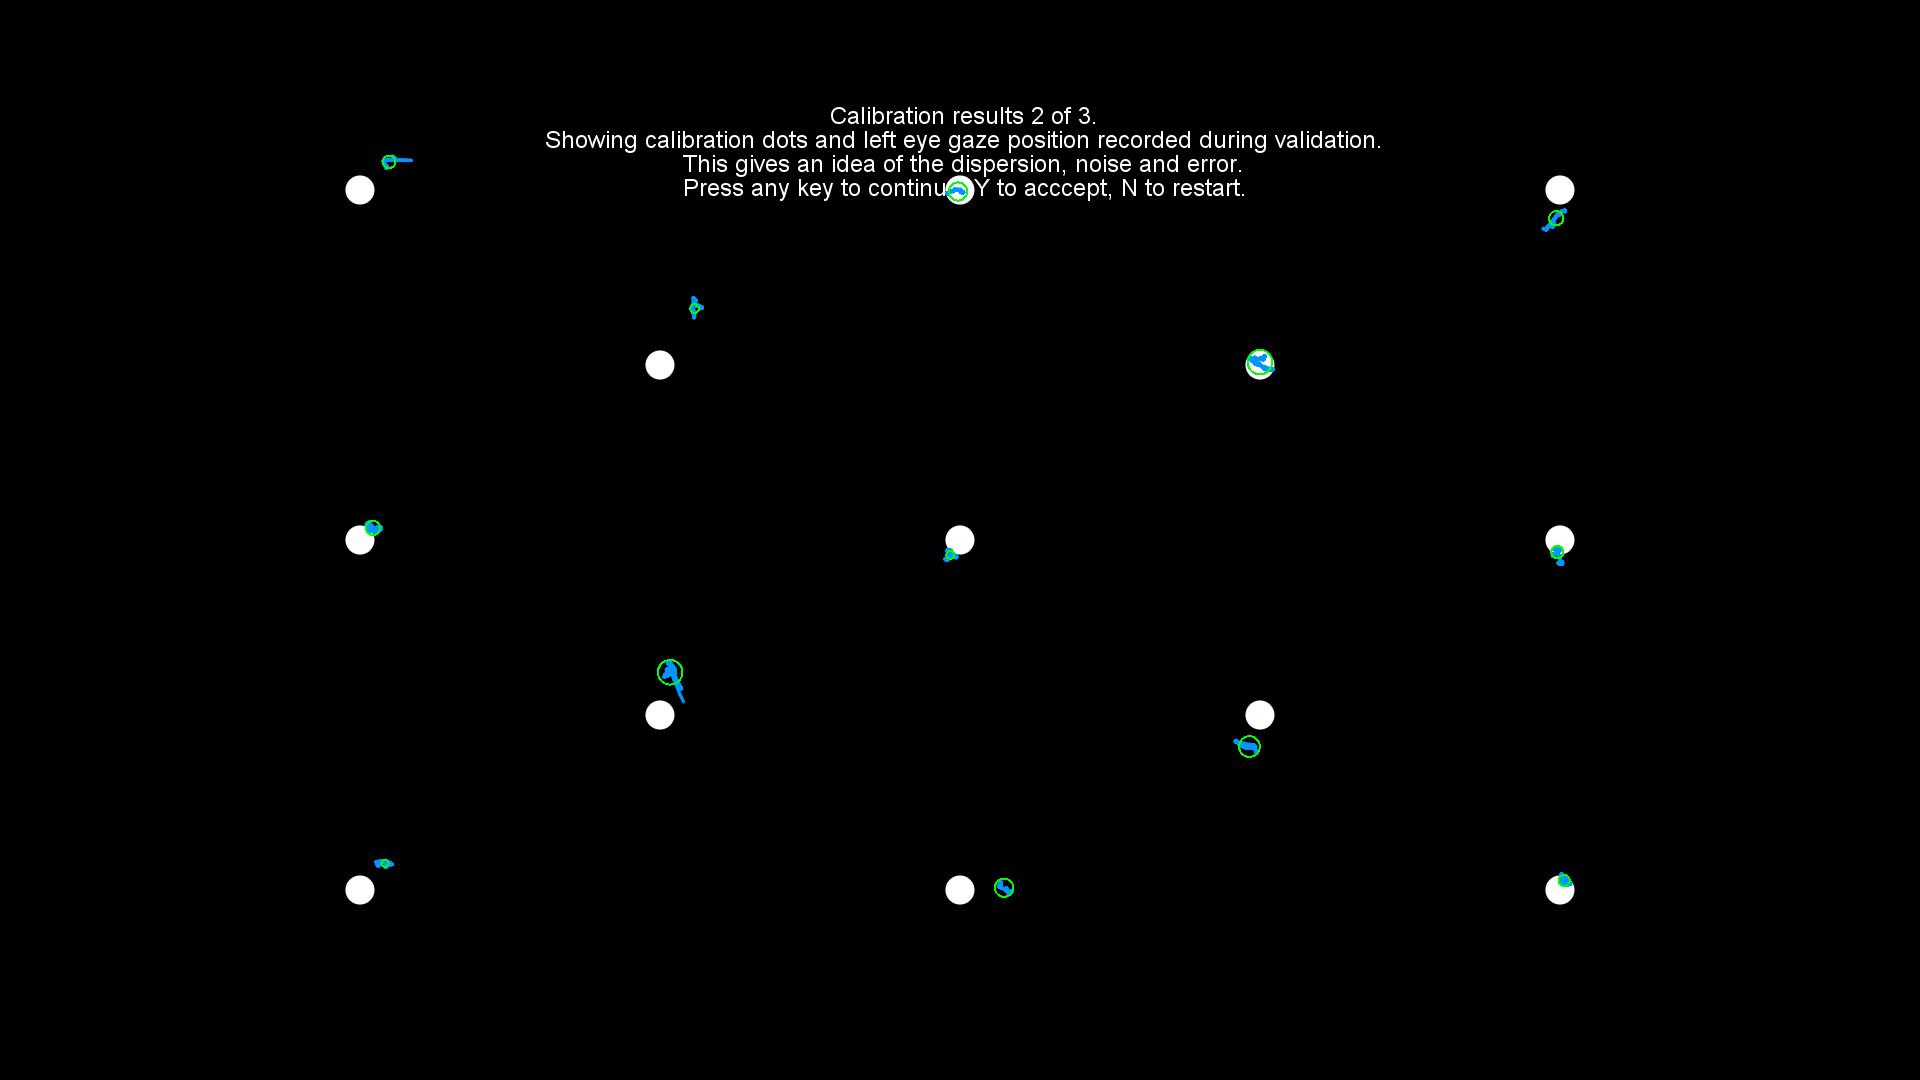 Calibration results 2 of 3.
Showing calibration dots and left eye gaze position recorded during validation.
This gives an idea of the dispersion, noise and error.
Press any key to continu Y to acccept, N to restart.